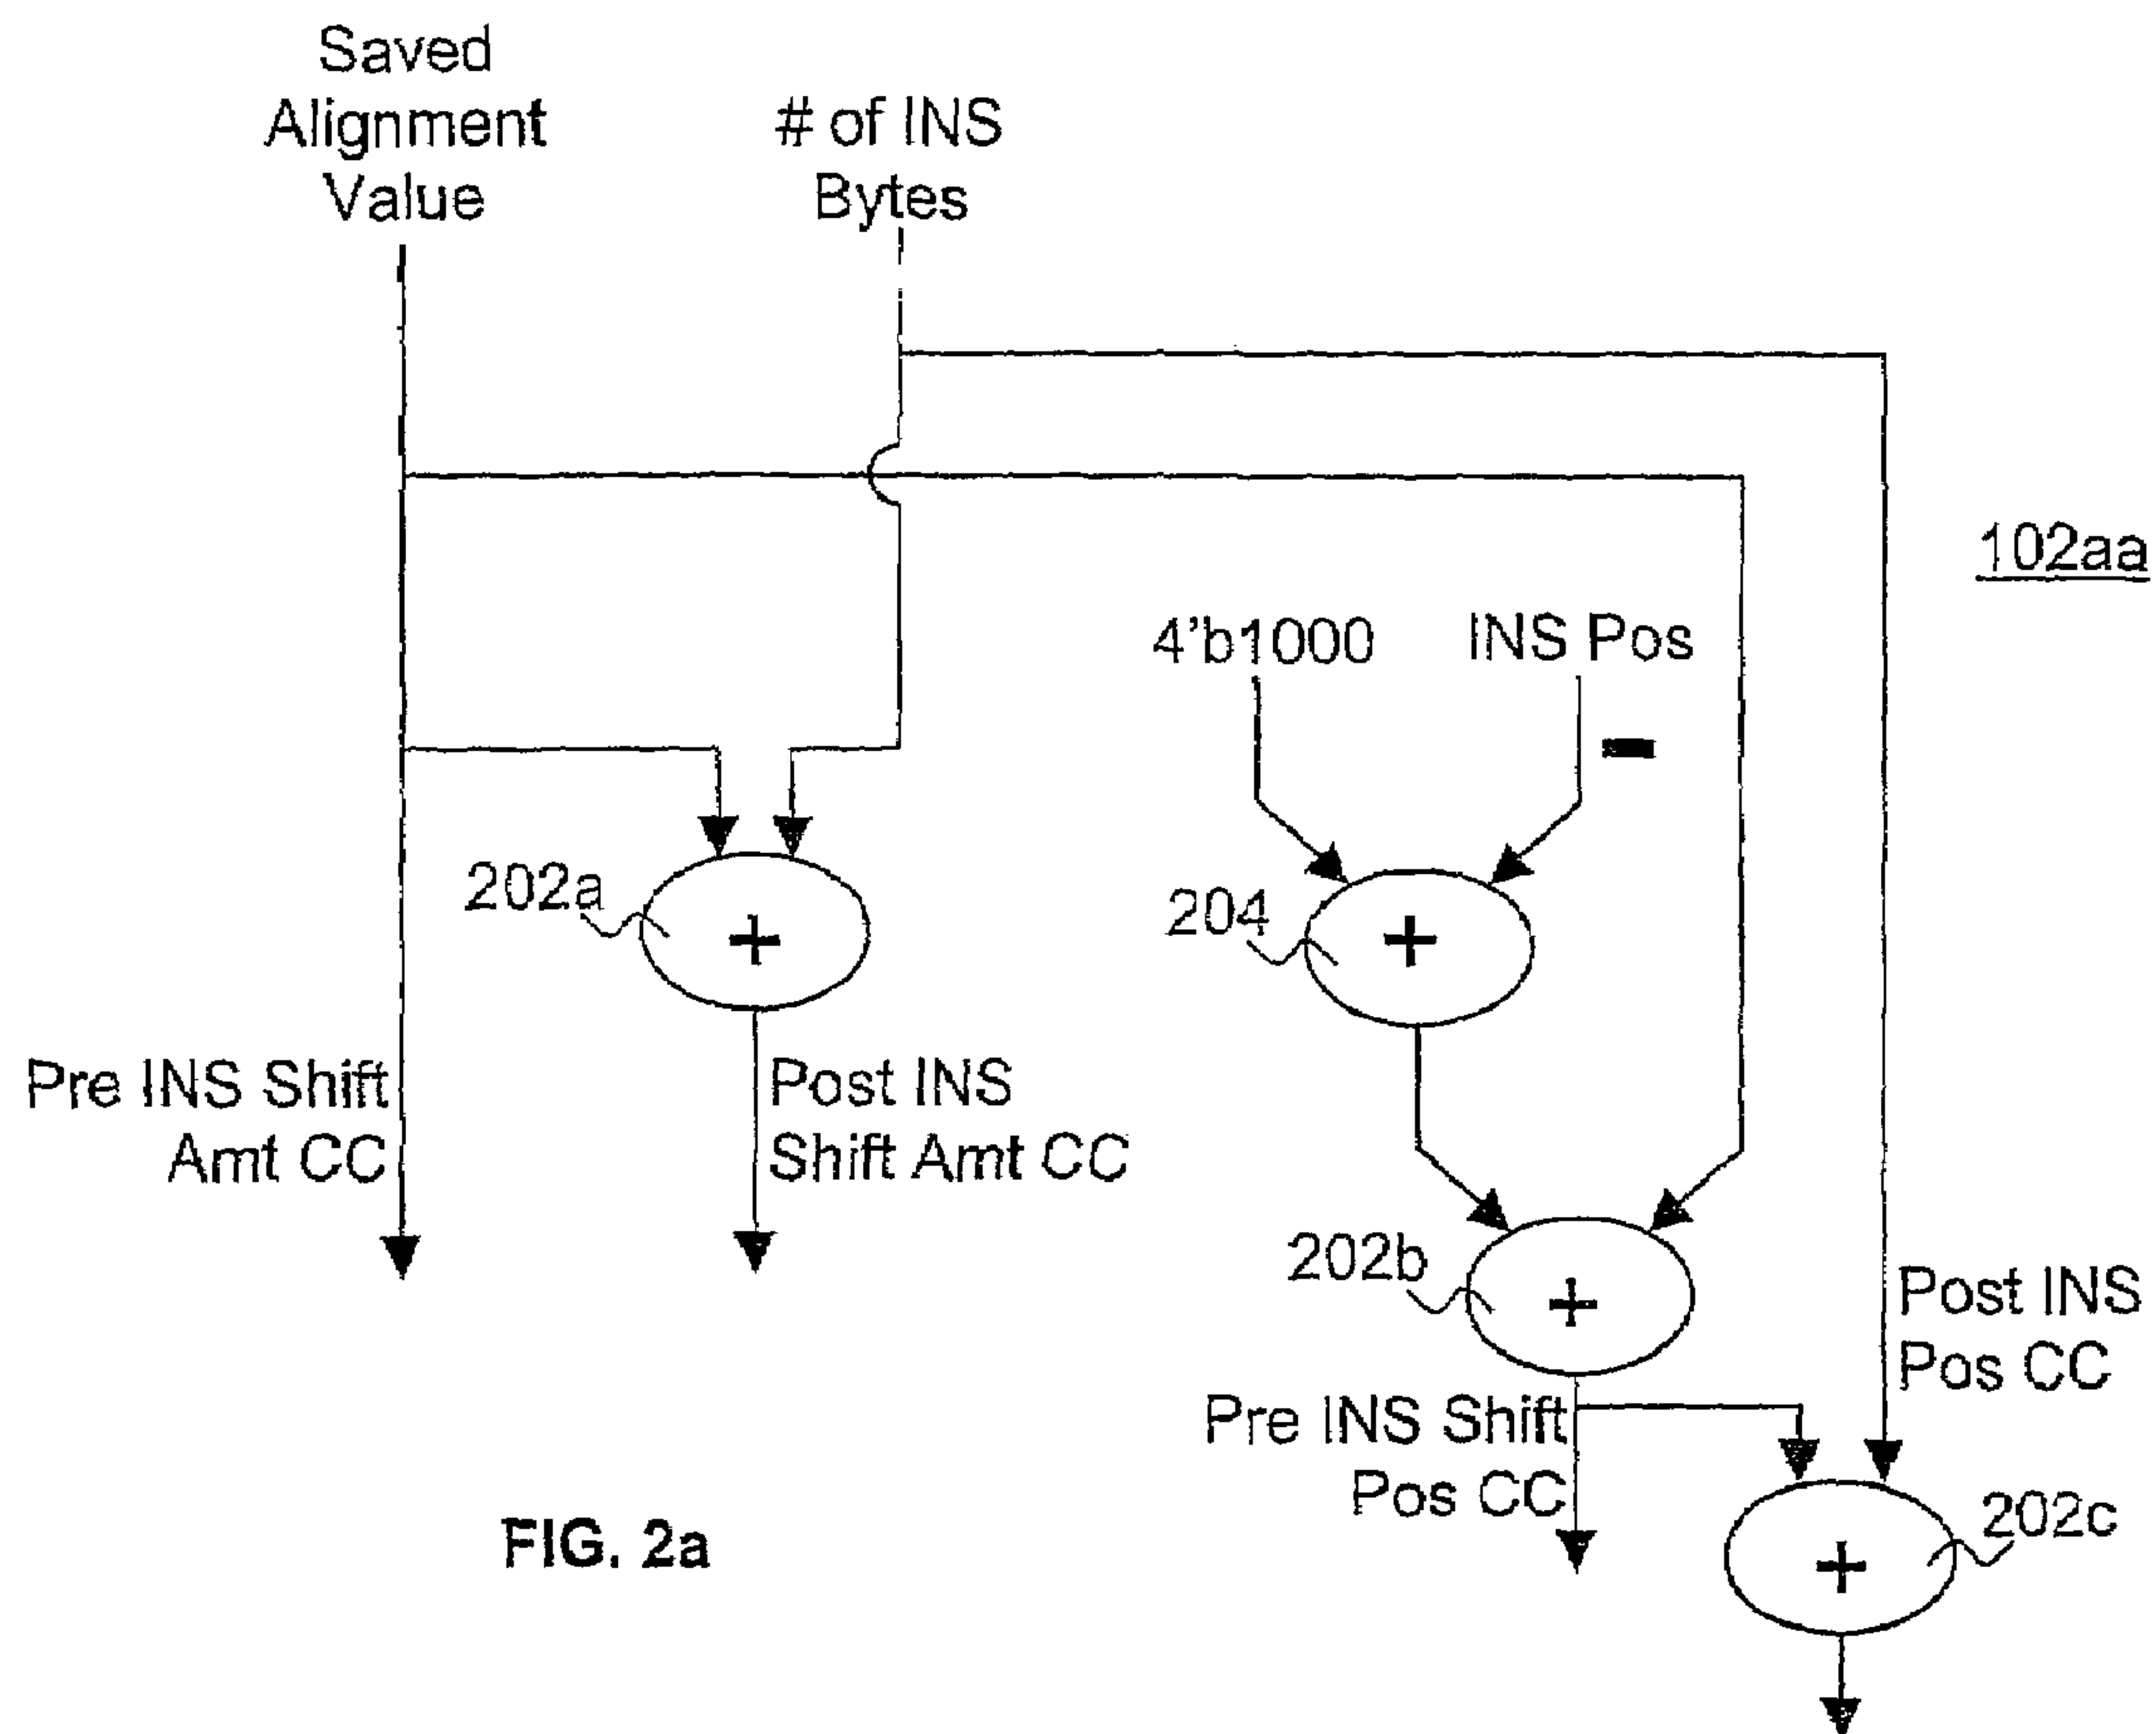 Saved
Alignment
Value
# of INS
Bytes
102aa
4'b1000
INS Pos
−
202a
+
204
+
Pre INS Shift
Amt CC
Post INS
Shift Amt CC
202b
+
Post INS
Pos CC
Pre INS Shift
Pos CC
202c
+
FIG. 2a